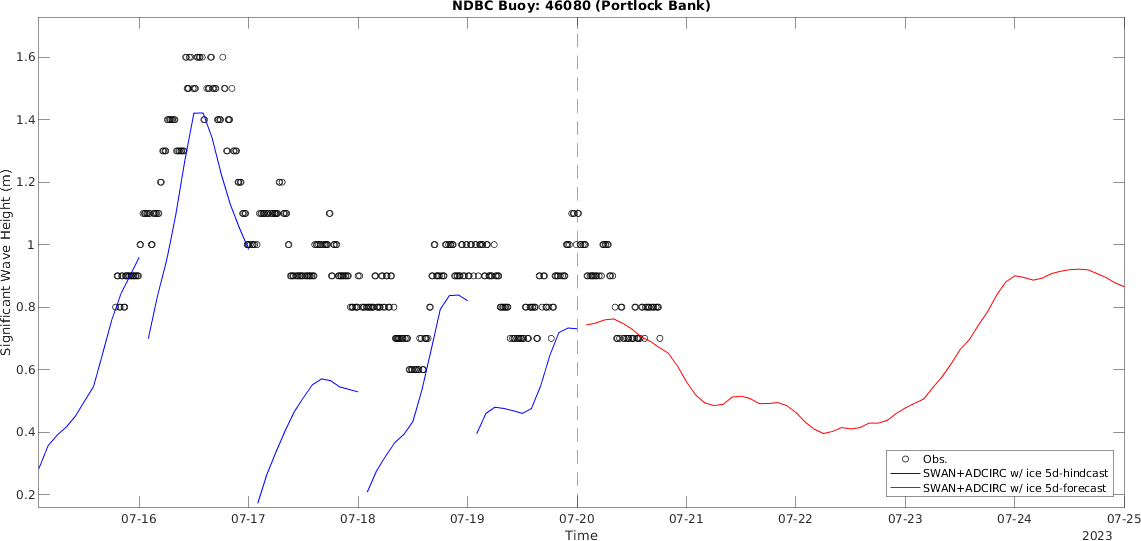 NDBC Buoy: 46080 (Portlock Bank)
Significant Wave Height (m)
1.6
1.4
1.2
1
0.8
0.6
0.4
0.2
Obs.
SWAN+ADCIRC w/ ice 5d-hindcast
SWAN+ADCIRC w/ ice 5d-forecast
07-16 07-17 07-18 07-19 07-20 07-21 07-22 07-23 07-24 07-25
Time
2023